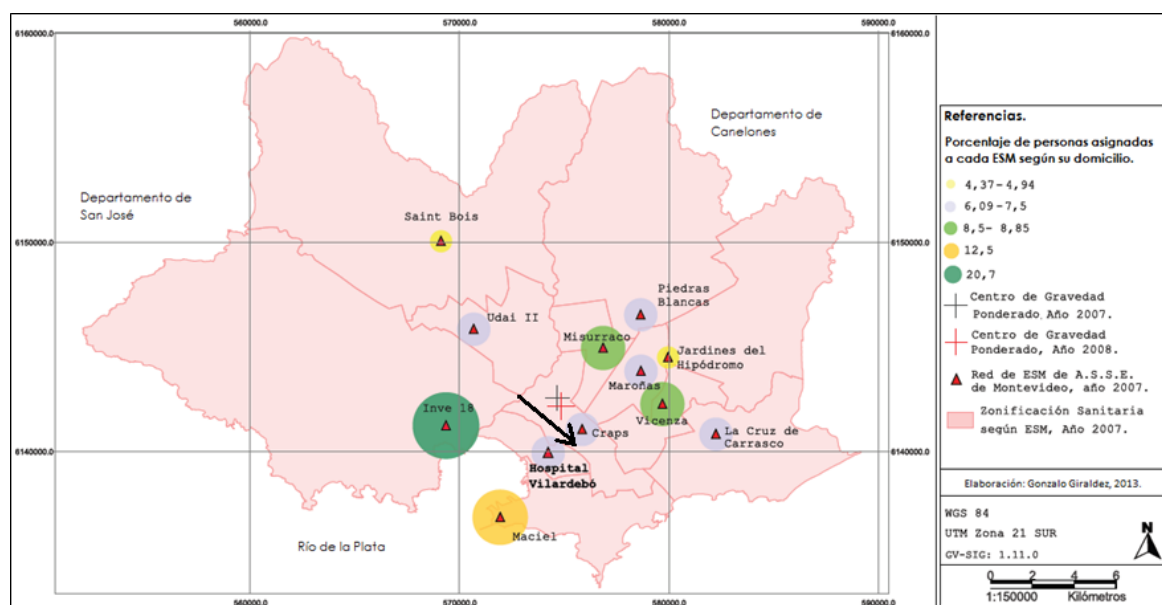 560000.0
570000.0
580000.0
590000.0
6160000.0
6160000.0
Departamento de
Canelones
Departamento de
San José
Saint Bois
6150000.0
6150000.0
Piedras
Blancas
Udai II
Misurraco
Jardines del
Hipódromo
Maroñas
Inve 18
Vicenza
Craps
La Cruz de
Carrasco
6140000.0
6140000.0
Hospital
Vilardebó
Maciel
Río de la Plata
560000.0
570000.0
580000.0
590000.0
Referencias.
Porcentaje de personas asignadas
a cada ESM según su domicilio.
4,37-4,94
6,09-7,5
8,5- 8,85
12,5
20,7
Centro de Gravedad
Ponderado Año 2007.
Centro de Gravedad
Ponderado, Año 2008.
Red de ESM de A.S.S.E.
de Montevideo, año 2007.
Zonificación Sanitaria
según ESM, Año 2007.
Elaboración: Gonzalo Giraldez, 2013.
WGS 84
UTM Zona 21 SUR
GV-SIG: 1.11.0
N
0 2 4 6
1:150000 Kilómetros